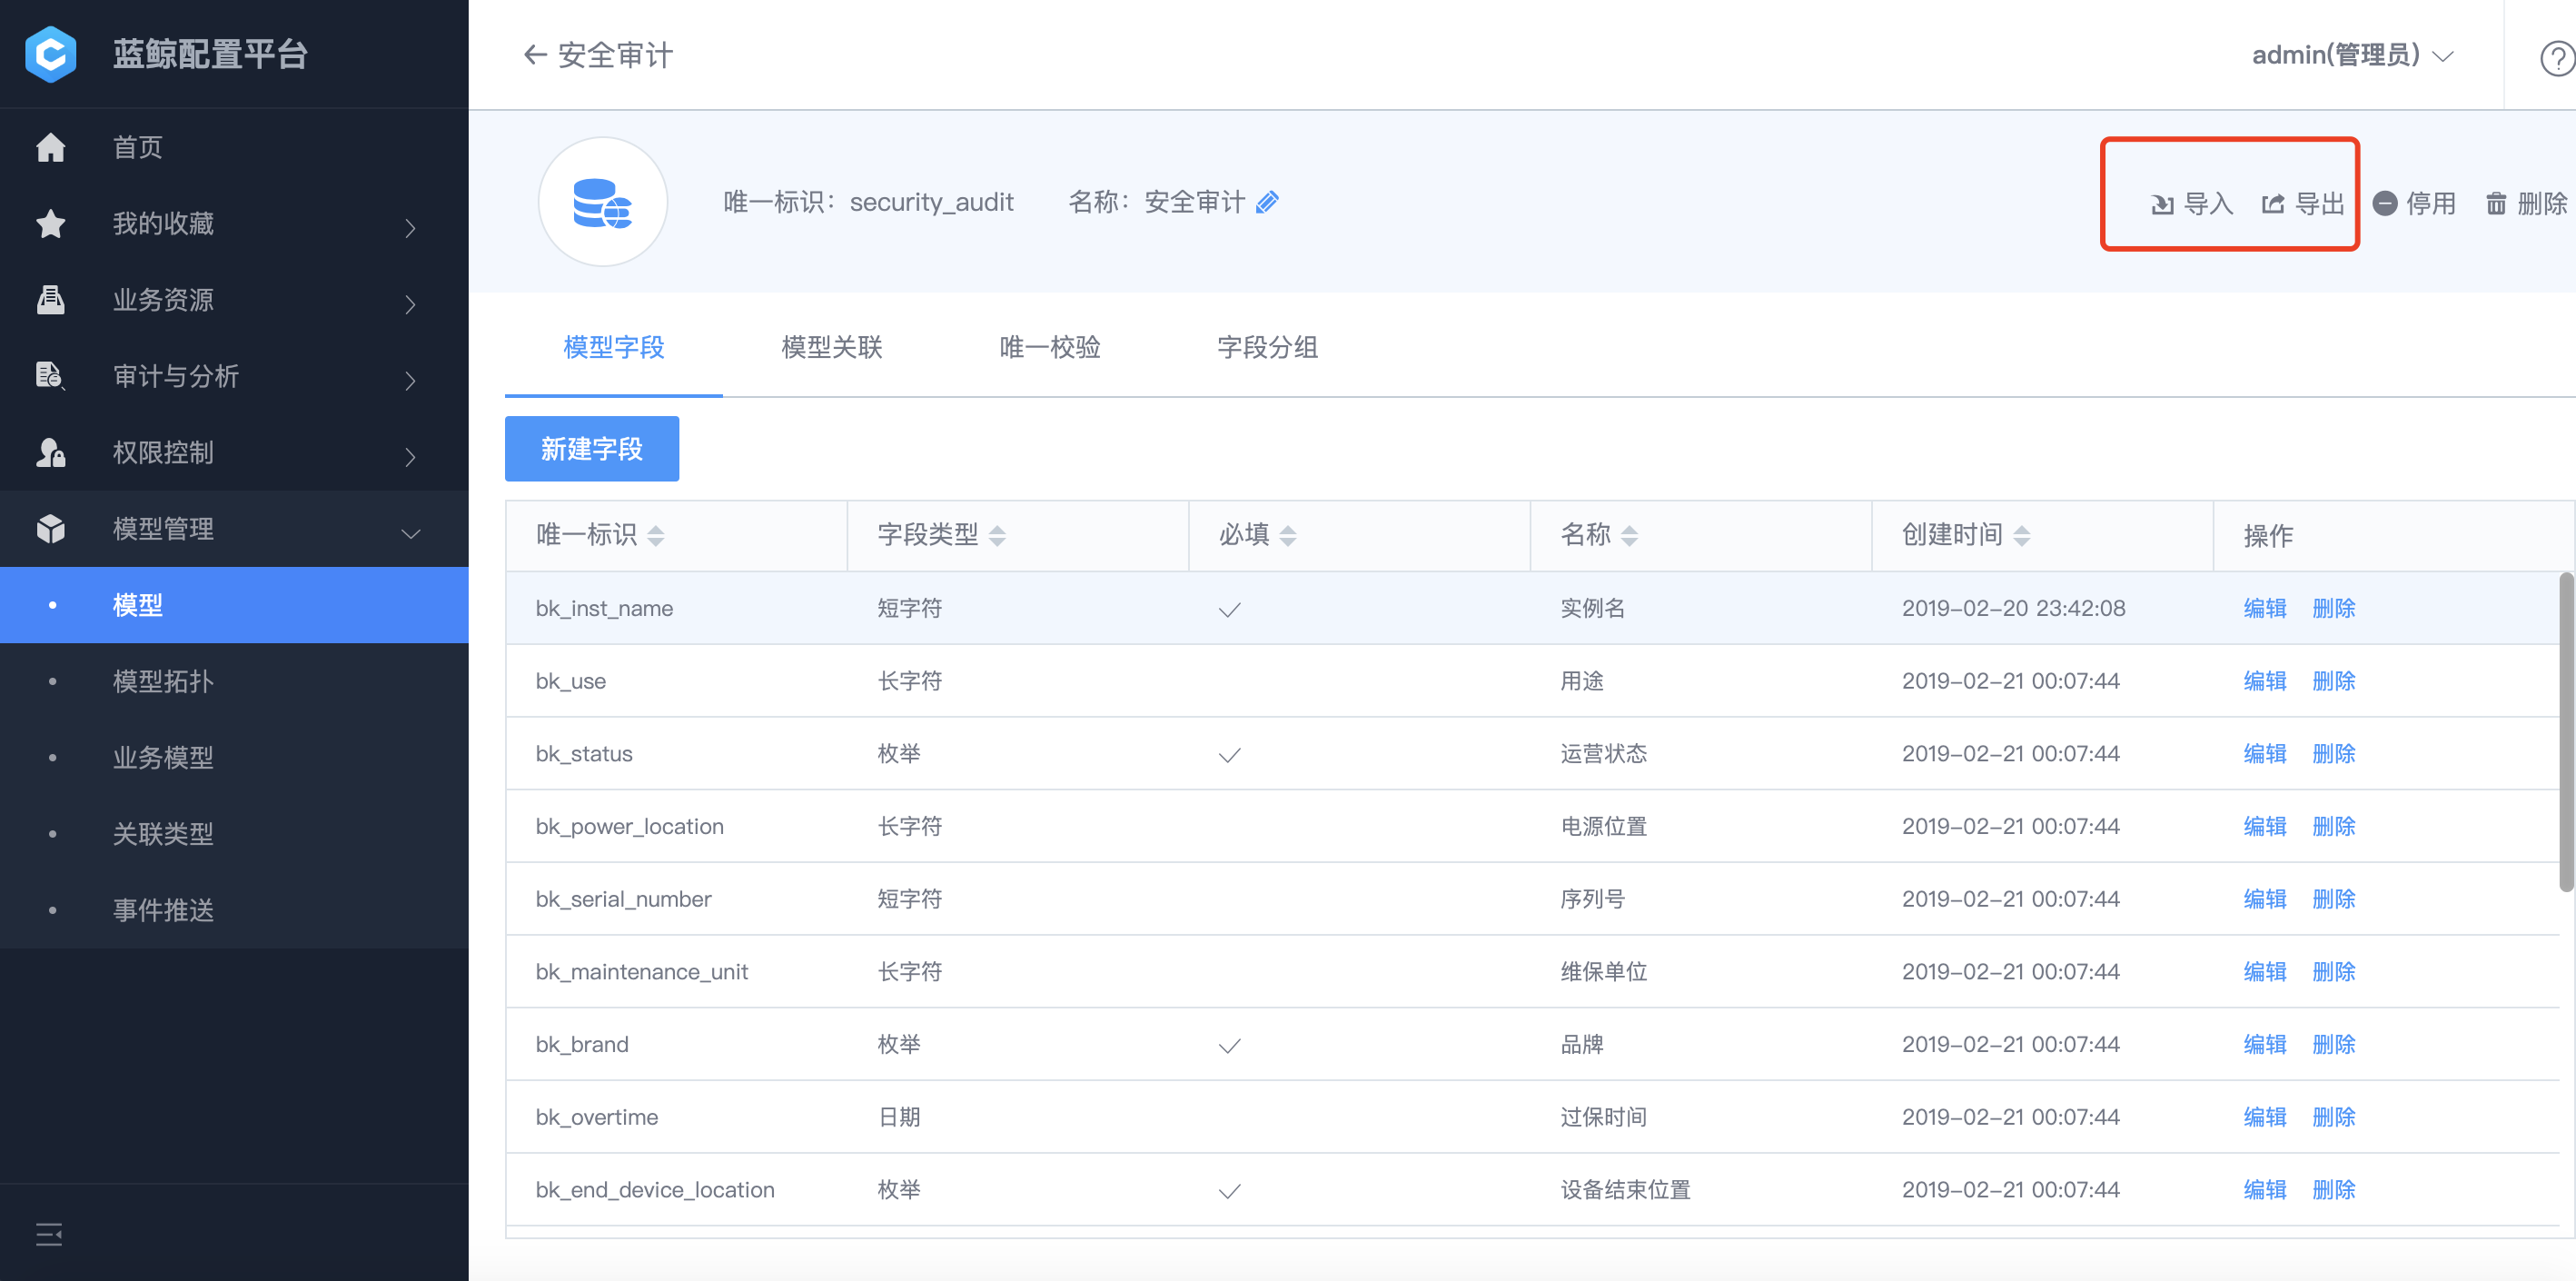 蓝鲸配置平台
首页
我的收藏
业务资源
审计与分析
权限控制
模型管理
模型
模型拓扑
业务模型
关联类型
事件推送
安全审计 admin(管理员)
唯一标识: security_audit 名称: 安全审计 导入 导出 停用 删除
模型字段 模型关联 唯一校验 字段分组
新建字段
唯一标识 字段类型 必填 名称 创建时间 操作
bk_inst_name 短字符 实例名 2019-02-20 23:42:08 编辑 删除
bk_use 长字符 用途 2019-02-21 00:07:44 编辑 删除
bk_status 枚举 运营状态 2019-02-21 00:07:44 编辑 删除
bk_power_location 长字符 电源位置 2019-02-21 00:07:44 编辑 删除
bk_serial_number 短字符 序列号 2019-02-21 00:07:44 编辑 删除
bk_maintenance_unit 长字符 维保单位 2019-02-21 00:07:44 编辑 删除
bk_brand 枚举 品牌 2019-02-21 00:07:44 编辑 删除
bk_overtime 日期 过保时间 2019-02-21 00:07:44 编辑 删除
bk_end_device_location 枚举 设备结束位置 2019-02-21 00:07:44 编辑 删除